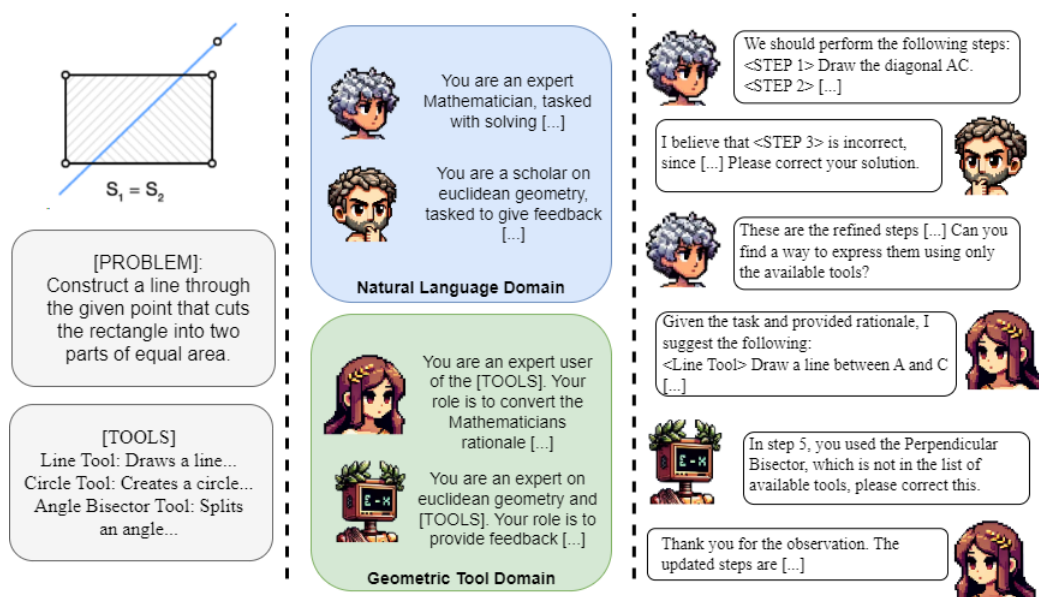 S₁ = S₂
[PROBLEM]:
Construct a line through
the given point that cuts
the rectangle into two
parts of equal area.
[TOOLS]
Line Tool: Draws a line...
Circle Tool: Creates a circle...
Angle Bisector Tool: Splits
an angle...
You are an expert
Mathematician, tasked
with solving [...]
You are a scholar on
euclidean geometry,
tasked to give feedback
[...]
Natural Language Domain
You are an expert user
of the [TOOLS]. Your
role is to convert the
Mathematicians
rationale [...]
E-X
You are an expert on
euclidean geometry and
[TOOLS]. Your role is to
provide feedback [...]
Geometric Tool Domain
We should perform the following steps:
<STEP 1> Draw the diagonal AC.
<STEP 2> [...]
I believe that <STEP 3> is incorrect,
since [...] Please correct your solution.
These are the refined steps [...] Can you
find a way to express them using only
the available tools?
Given the task and provided rationale, I
suggest the following:
<Line Tool> Draw a line between A and C
[...]
E-X
In step 5, you used the Perpendicular
Bisector, which is not in the list of
available tools, please correct this.
Thank you for the observation. The
updated steps are [...]